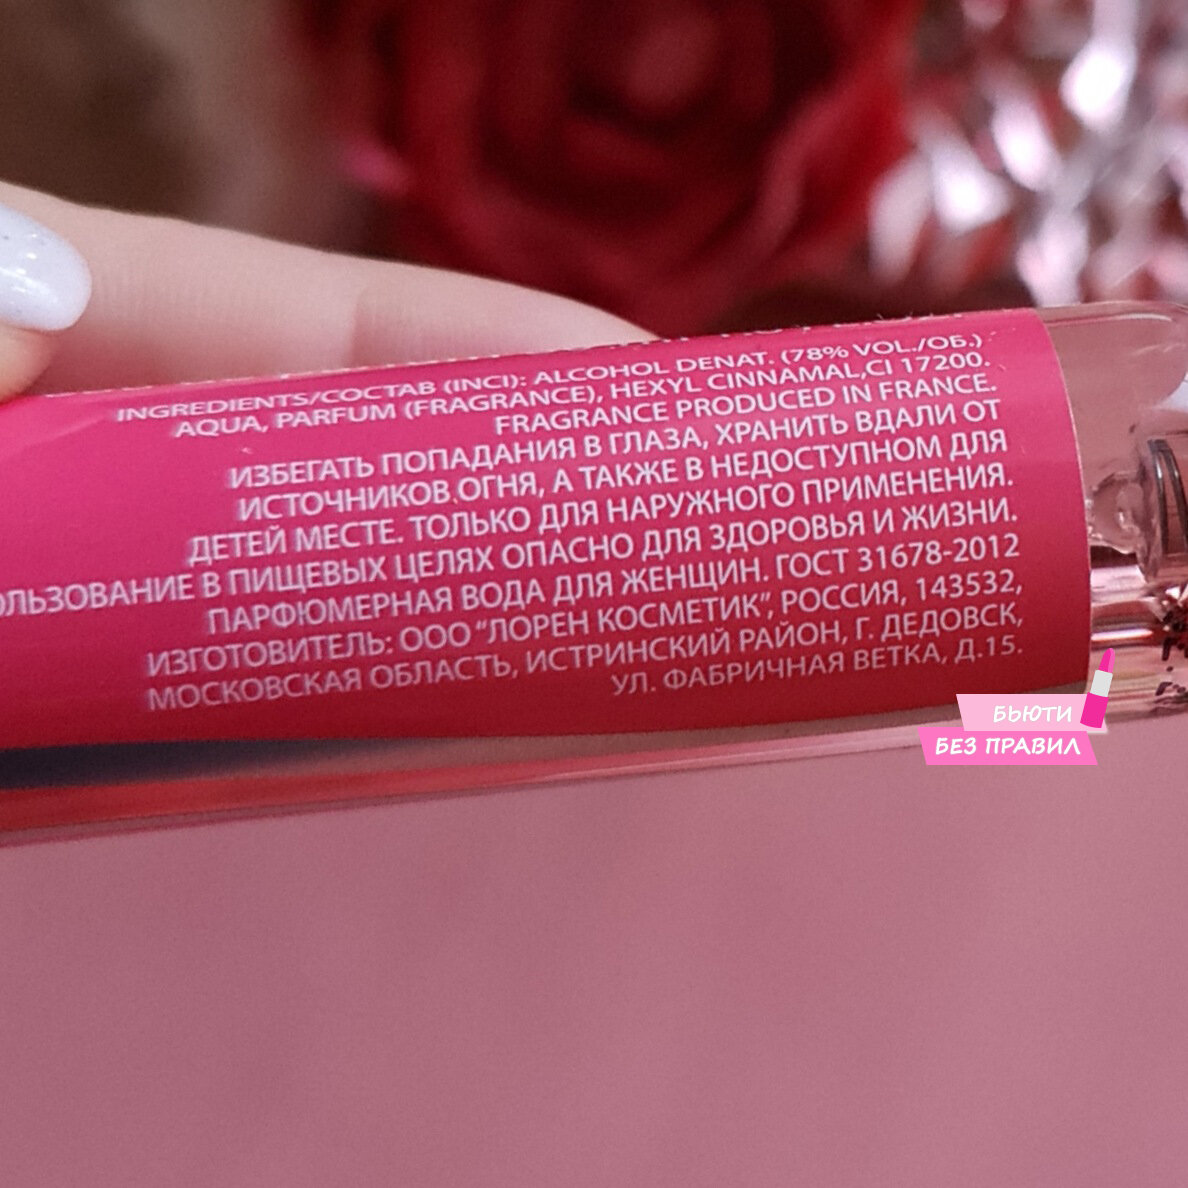 INGREDIENTS/СОСТАВ (INCI): ALCOHOL DENAT. (78% VOL./ОБ.)
AQUA, PARFUM (FRAGRANCE), HEXYL CINNAMAL,CI 17200.
FRAGRANCE PRODUCED IN FRANCE.
ИЗБЕГАТЬ ПОПАДАНИЯ В ГЛАЗА, ХРАНИТЬ ВДАЛИ ОТ
ИСТОЧНИКОВ ОГНЯ, А ТАКЖЕ В НЕДОСТУПНОМ ДЛЯ
ДЕТЕЙ МЕСТЕ. ТОЛЬКО ДЛЯ НАРУЖНОГО ПРИМЕНЕНИЯ.
ОЛЬЗОВАНИЕ В ПИЩЕВЫХ ЦЕЛЯХ ОПАСНО ДЛЯ ЗДОРОВЬЯ И ЖИЗНИ.
ПАРФЮМЕРНАЯ ВОДА ДЛЯ ЖЕНЩИН. ГОСТ 31678-2012
ИЗГОТОВИТЕЛЬ: ООО "ЛОРЕН КОСМЕТИК", РОССИЯ, 143532,
МОСКОВСКАЯ ОБЛАСТЬ, ИСТРИНСКИЙ РАЙОН, Г. ДЕДОВСК,
УЛ. ФАБРИЧНАЯ ВЕТКА, Д.15.
БЬЮТИ
БЕЗ ПРАВИЛ